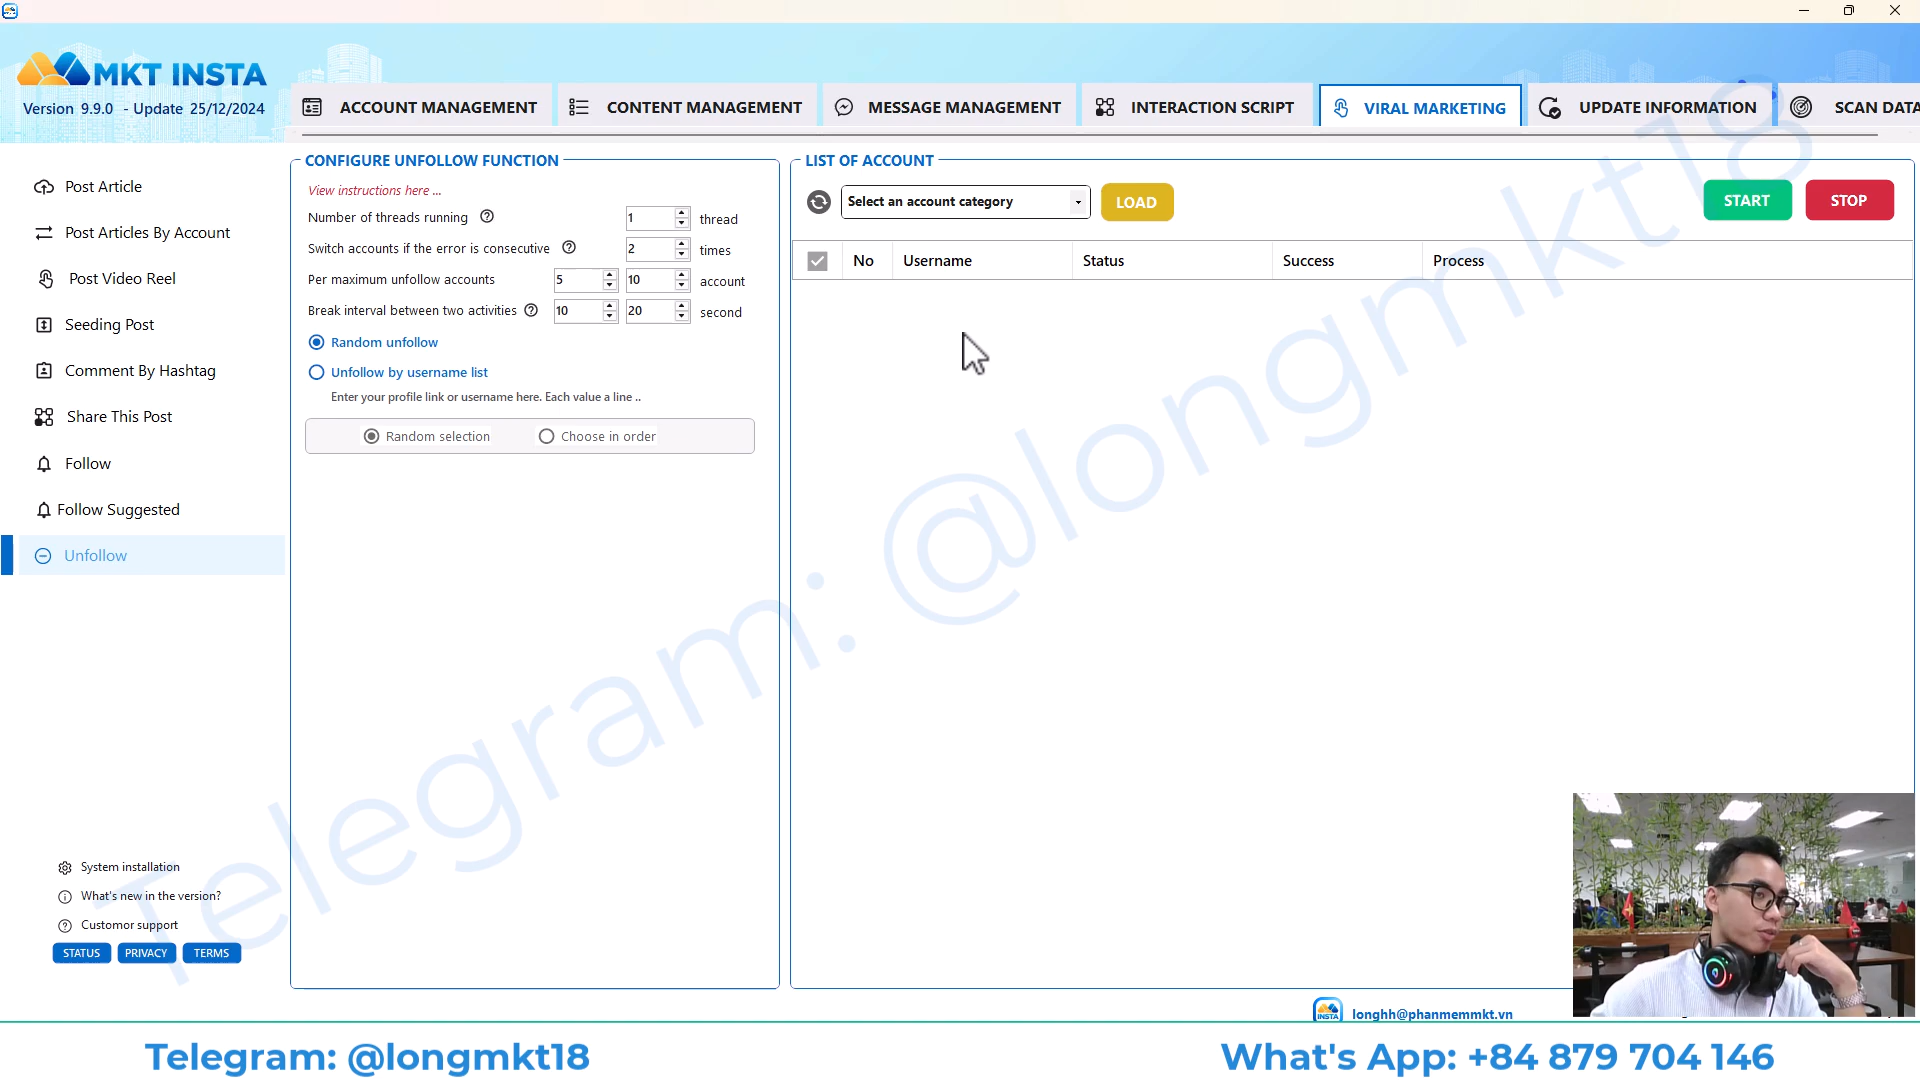 MKT INSTA
Version 9.9.0 - Update 25/12/2024
ACCOUNT MANAGEMENT
CONTENT MANAGEMENT
MESSAGE MANAGEMENT
INTERACTION SCRIPT
VIRAL MARKETING
UPDATE INFORMATION
SCAN DATA
Post Article
Post Articles By Account
Post Video Reel
Seeding Post
Comment By Hashtag
Share This Post
Follow
Follow Suggested
Unfollow
System installation
What's new in the version?
Customor support
STATUS PRIVACY TERMS
CONFIGURE UNFOLLOW FUNCTION
View instructions here ...
Number of threads running 1 thread
Switch accounts if the error is consecutive 2 times
Per maximum unfollow accounts 5 10 account
Break interval between two activities 10 20 second
Random unfollow
Unfollow by username list
Enter your profile link or username here. Each value a line ..
Random selection Choose in order
LIST OF ACCOUNT
Select an account category LOAD START STOP
No Username Status Success Process
Telegram: @longmkt18
INSTA longhh@phanmemmkt.vn
Telegram: @longmkt18
What's App: +84 879 704 146